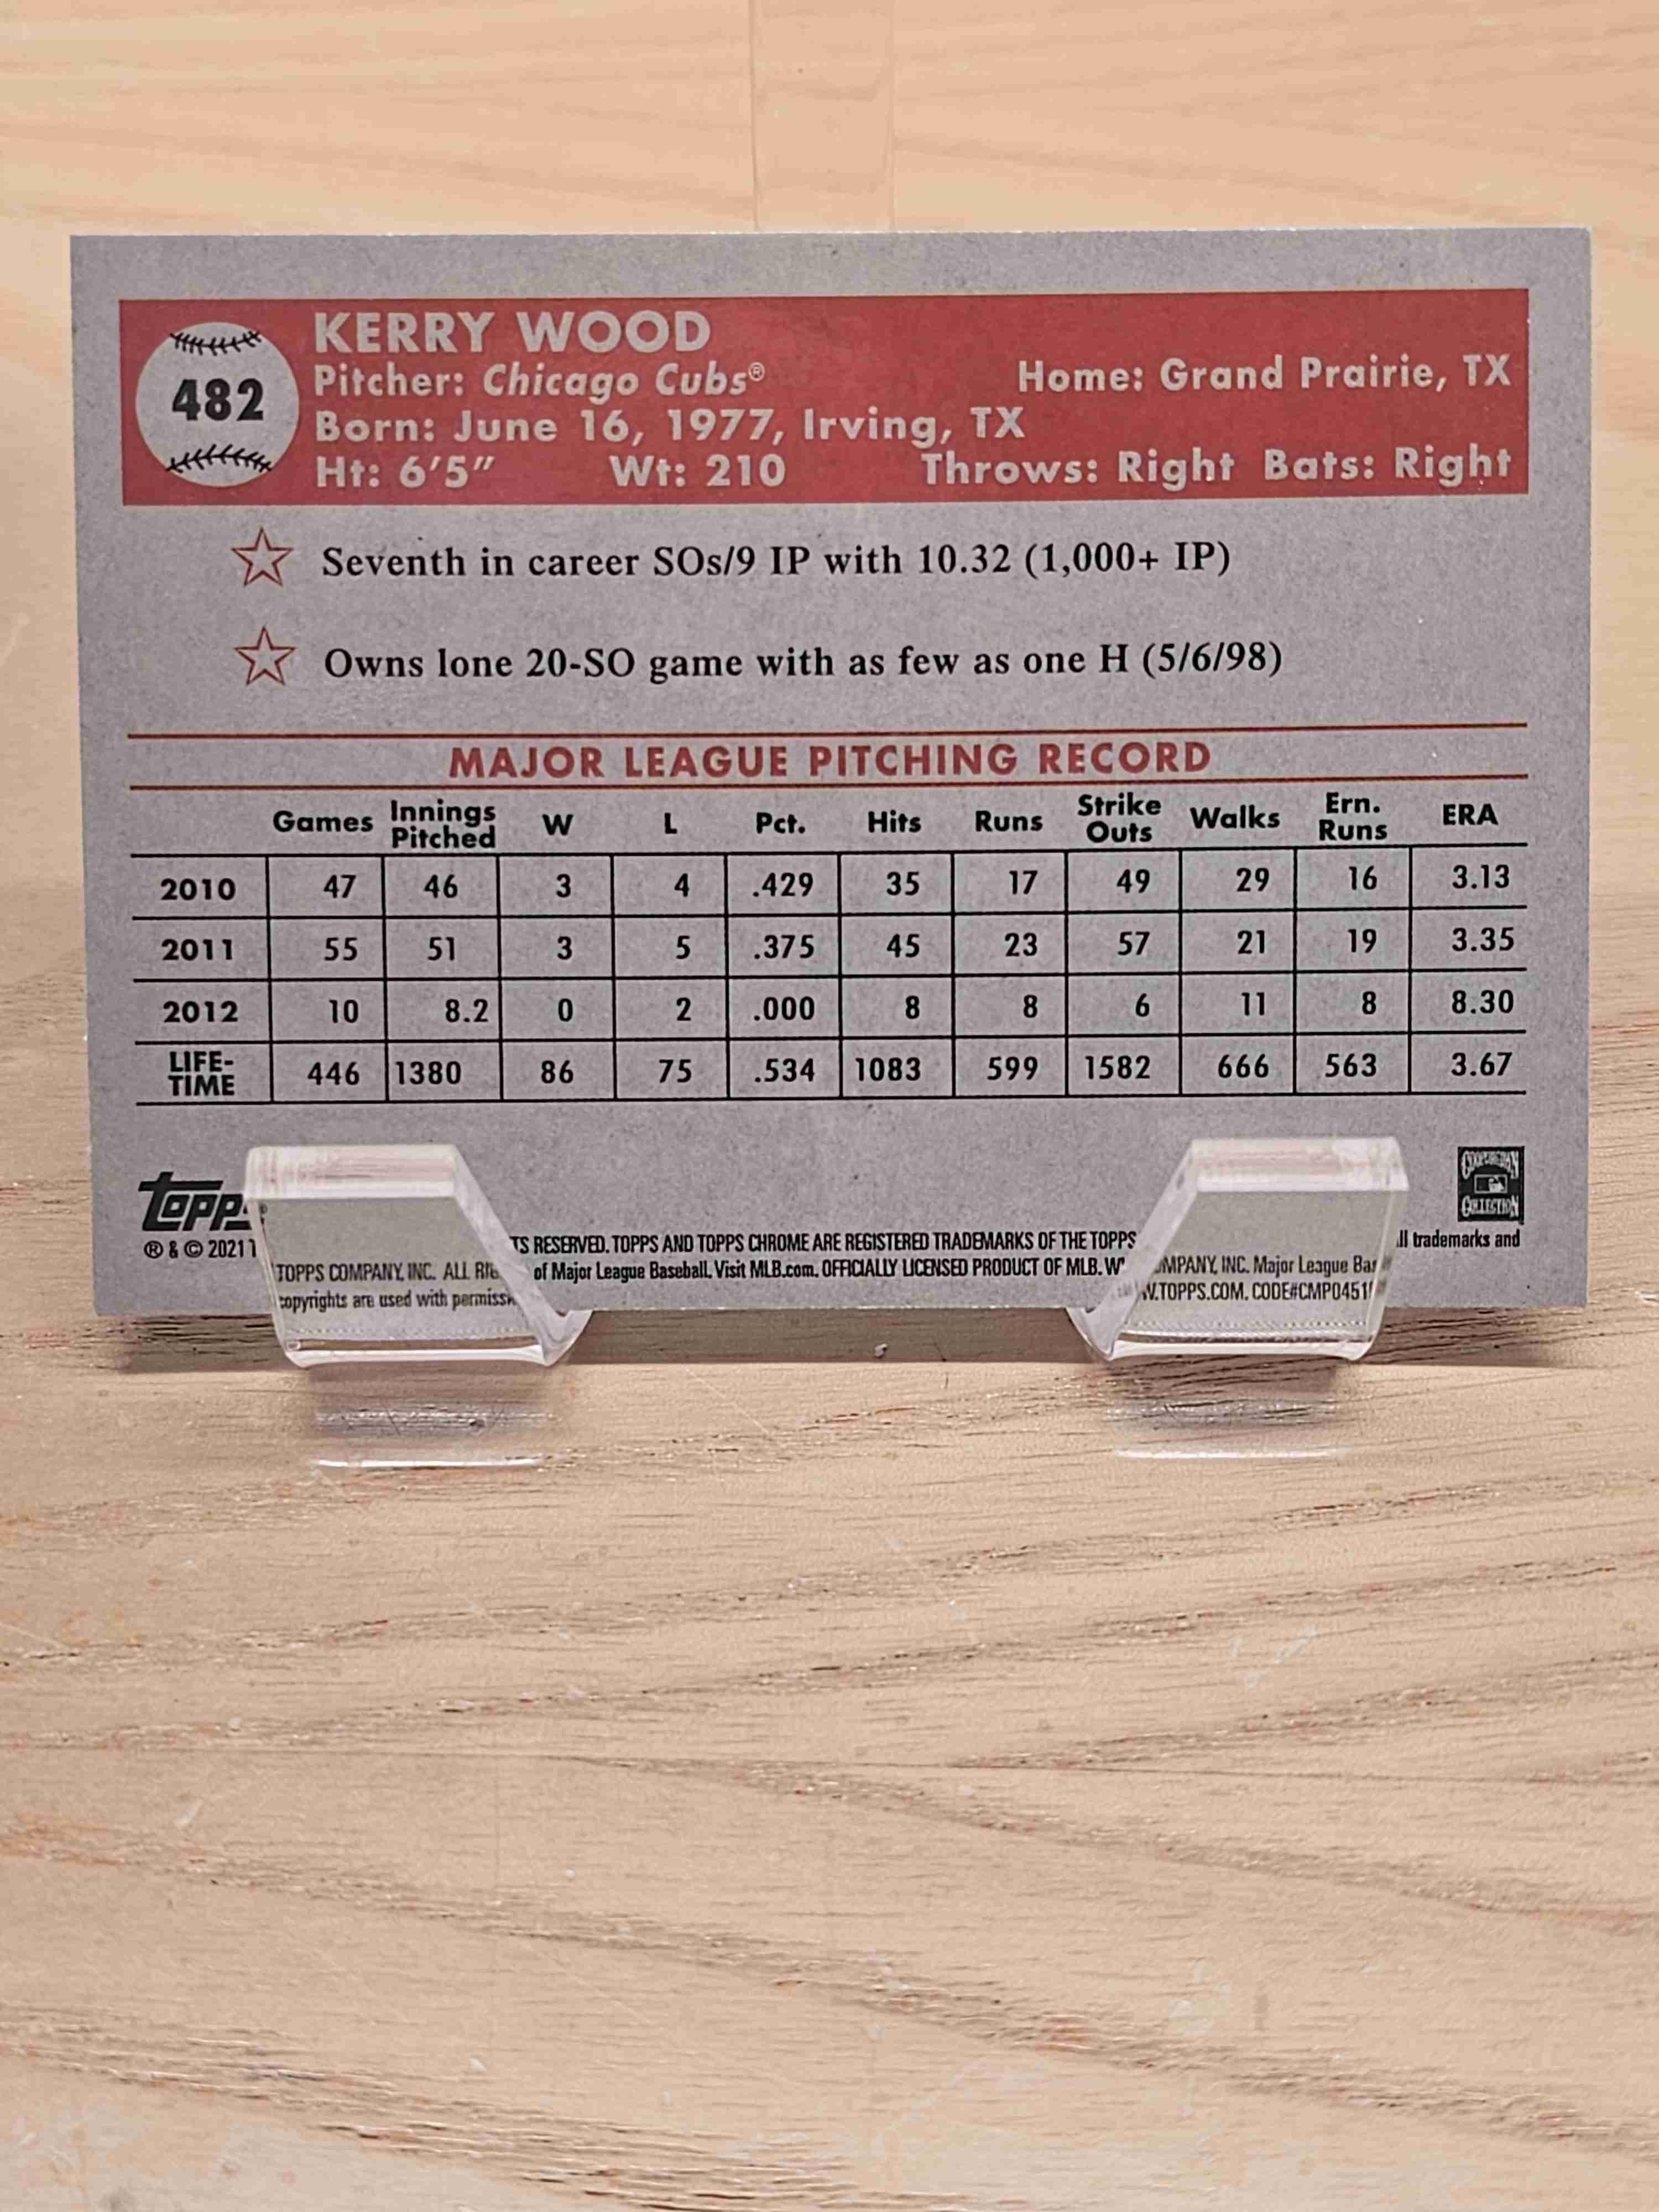 482
KERRY WOOD
Pitcher: Chicago Cubs®
Home: Grand Prairie, TX
Born: June 16, 1977, Irving, TX
Ht: 6'5" Wt: 210 Throws: Right Bats: Right
Seventh in career SOs/9 IP with 10.32 (1,000+ IP)
Owns lone 20-SO game with as few as one H (5/6/98)
MAJOR LEAGUE PITCHING RECORD
Games Innings Pitched W L Pct. Hits Runs Strike Outs Walks Ern. Runs ERA
2010 47 46 3 4 .429 35 17 49 29 16 3.13
2011 55 51 3 5 .375 45 23 57 21 19 3.35
2012 10 8.2 0 2 .000 8 8 6 11 8 8.30
LIFE-TIME 446 1380 86 75 .534 1083 599 1582 666 563 3.67
topps
COOPERSTOWN COLLECTION
® & © 2021 TOPPS COMPANY, INC. ALL RESERVED. TOPPS AND TOPPS CHROME ARE REGISTERED TRADEMARKS OF THE TOPPS COMPANY, INC. Major League trademarks and
copyrights are used with of Major League Baseball. Visit MLB.com. OFFICIALLY LICENSED PRODUCT OF MLB. CODE#CMP0451